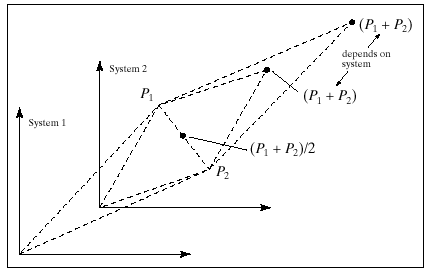 (P₁ + P₂)
depends on
system
System 2
P₁
(P₁ + P₂)
System 1
(P₁ + P₂)/2
P₂